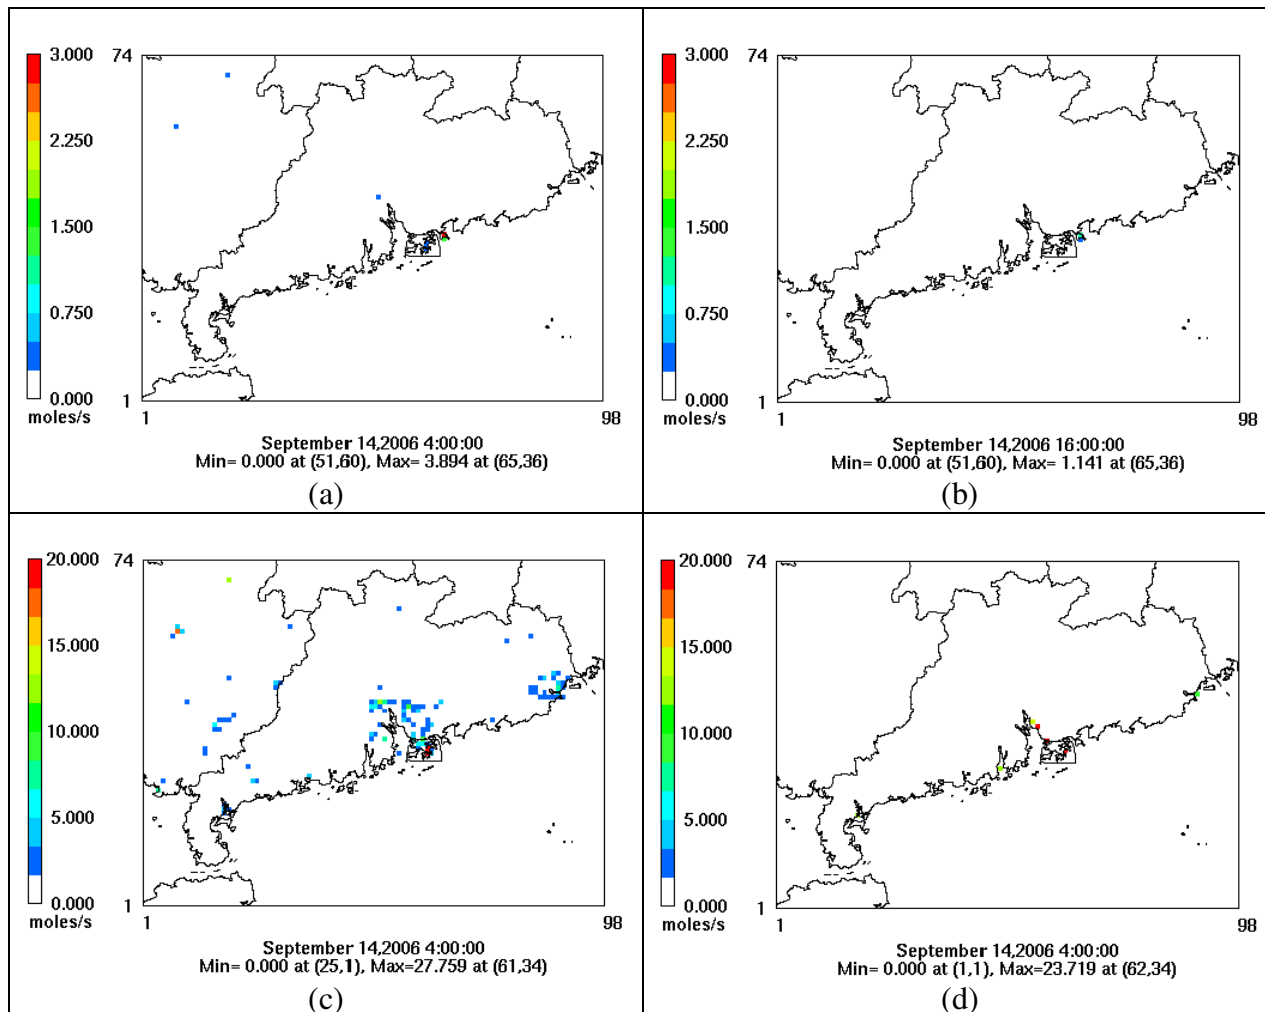 3.000
2.250
1.500
0.750
0.000
moles/s
74
1
1
98
September 14,2006 4:00:00
Min= 0.000 at (51,60), Max= 3.894 at (65,36)
(a)
3.000
2.250
1.500
0.750
0.000
moles/s
74
1
1
98
September 14,2006 16:00:00
Min= 0.000 at (51,60), Max= 1.141 at (65,36)
(b)
20.000
15.000
10.000
5.000
0.000
moles/s
74
1
1
98
September 14,2006 4:00:00
Min= 0.000 at (25,1), Max=27.759 at (61,34)
(c)
20.000
15.000
10.000
5.000
0.000
moles/s
74
1
1
98
September 14,2006 4:00:00
Min= 0.000 at (1,1), Max=23.719 at (62,34)
(d)